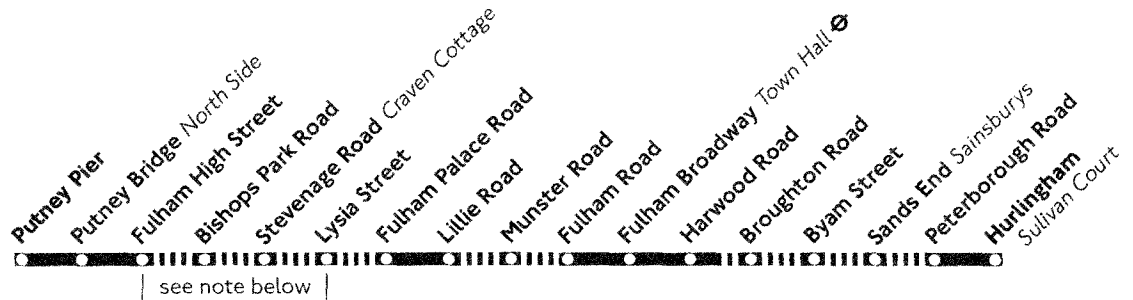 Putney Pier
Putney Bridge North Side
Fulham High Street
Bishops Park Road
Stevenage Road Craven Cottage
Lysia Street
Fulham Palace Road
Lillie Road
Munster Road
Fulham Road
Fulham Broadway Town Hall
Harwood Road
Broughton Road
Byam Street
Sands End Sainsburys
Peterborough Road
Hurlingham
Sullivan Court
see note below